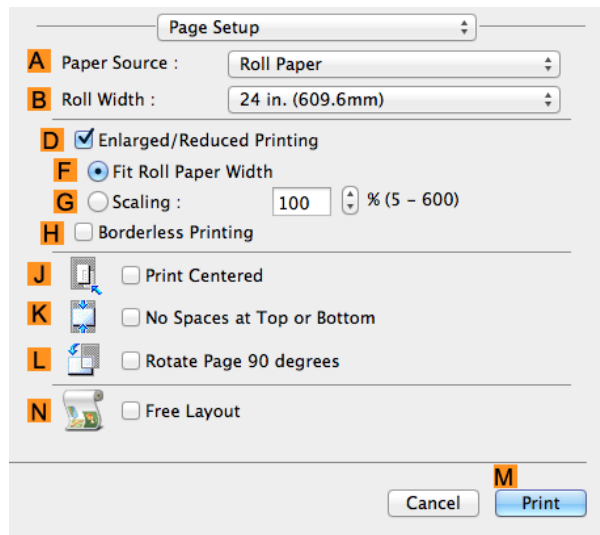 Page Setup
A Paper Source : Roll Paper
B Roll Width : 24 in. (609.6mm)
D Enlarged/Reduced Printing
F Fit Roll Paper Width
G Scaling : 100 % (5 - 600)
H Borderless Printing
J Print Centered
K No Spaces at Top or Bottom
L Rotate Page 90 degrees
N Free Layout
M
Cancel Print